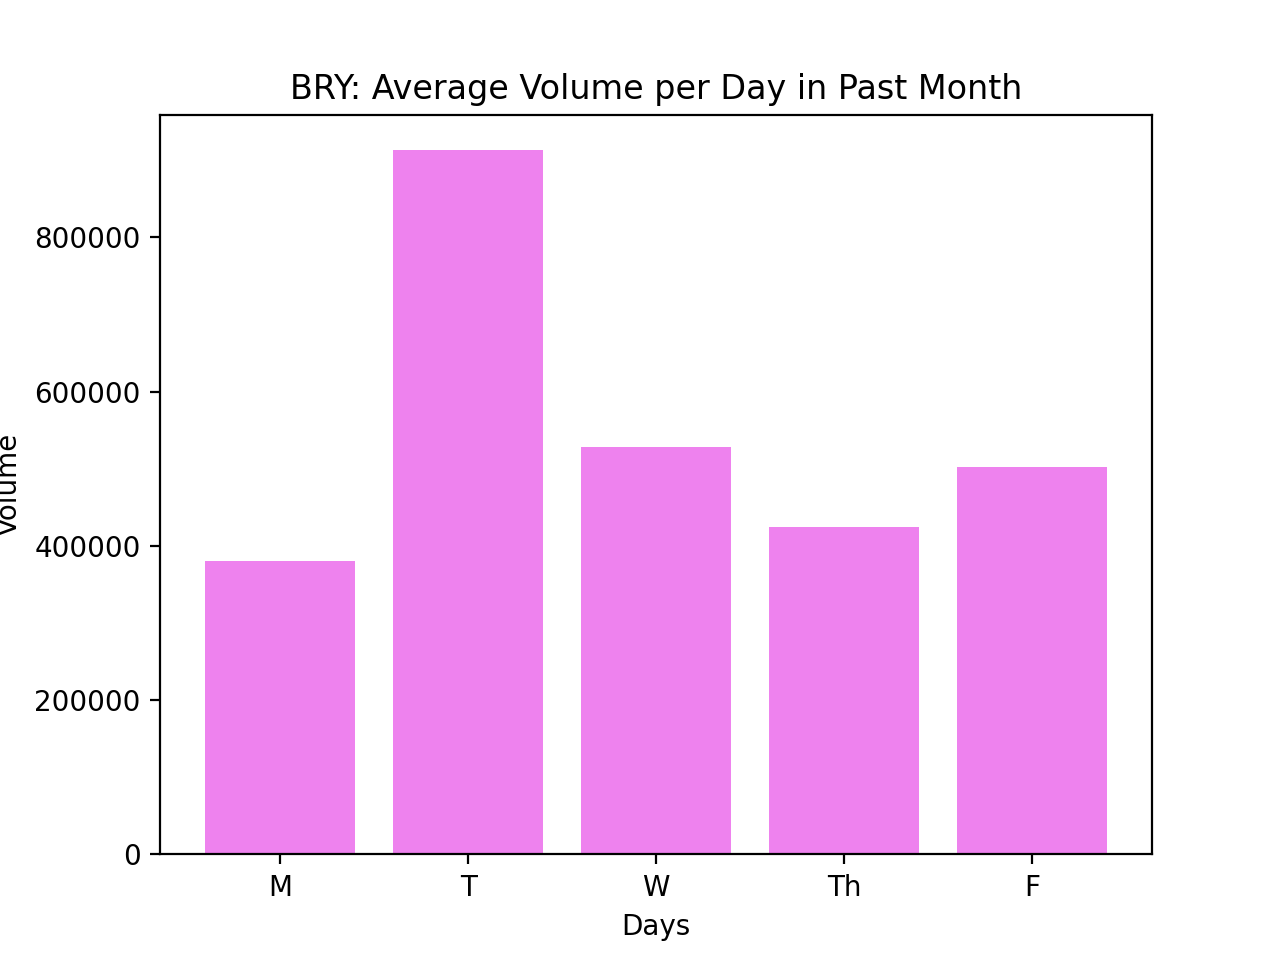 BRY: Average Volume per Day in Past Month
Volume
800000
600000
400000
200000
0
M T W Th F
Days